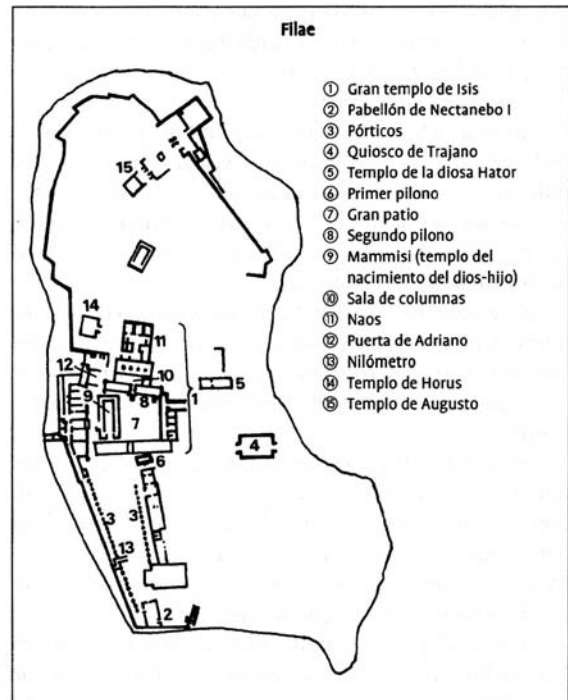 Filae
① Gran templo de Isis
② Pabellón de Nectanebo I
③ Pórticos
④ Quiosco de Trajano
⑤ Templo de la diosa Hator
⑥ Primer pilono
⑦ Gran patio
⑧ Segundo pilono
⑨ Mammisi (templo del
nacimiento del dios-hijo)
⑩ Sala de columnas
⑪ Naos
⑫ Puerta de Adriano
⑬ Nilómetro
⑭ Templo de Horus
⑮ Templo de Augusto
15
14
11
12
10
5
9
8
1
7
4
6
3
3
13
2